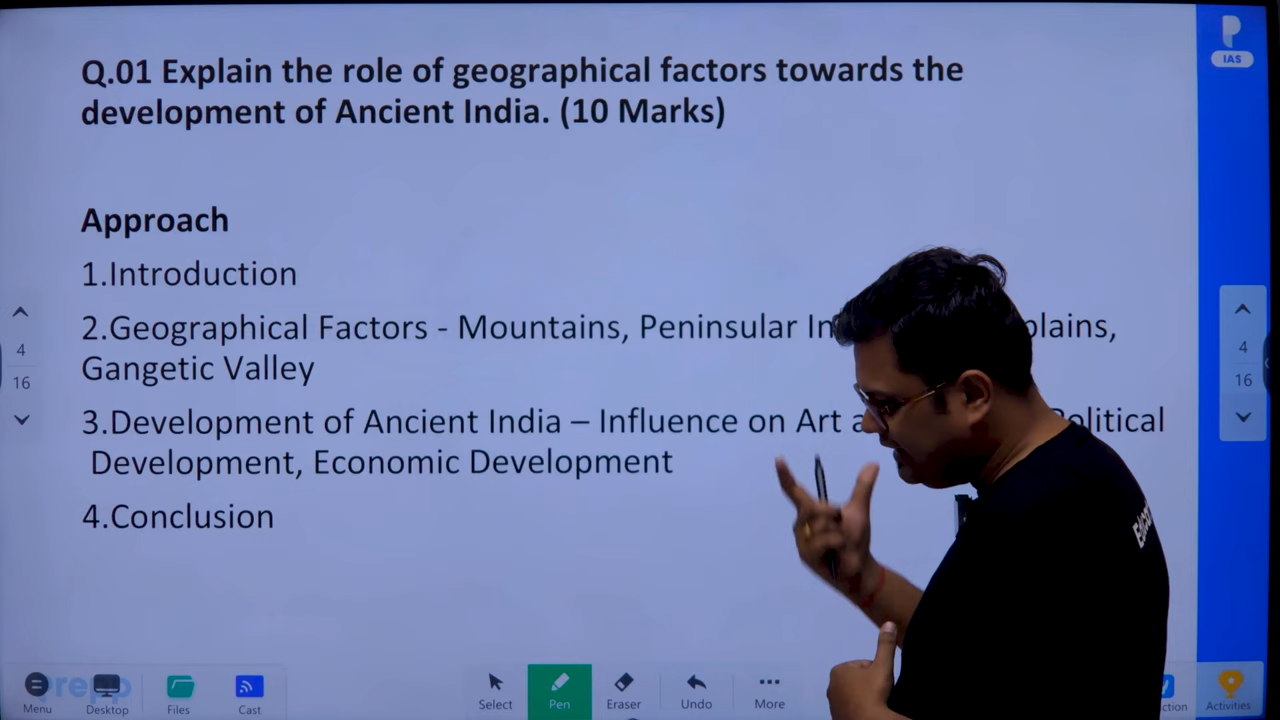 Q.01 Explain the role of geographical factors towards the
development of Ancient India. (10 Marks)
IAS
Approach
1.Introduction
2.Geographical Factors - Mountains, Peninsular plains,
Gangetic Valley
3.Development of Ancient India – Influence on Art
Development, Economic Development
4.Conclusion
4
16
4
16
Prepp
Menu
Desktop
Files
Cast
Select
Pen
Eraser
Undo
More
Activities